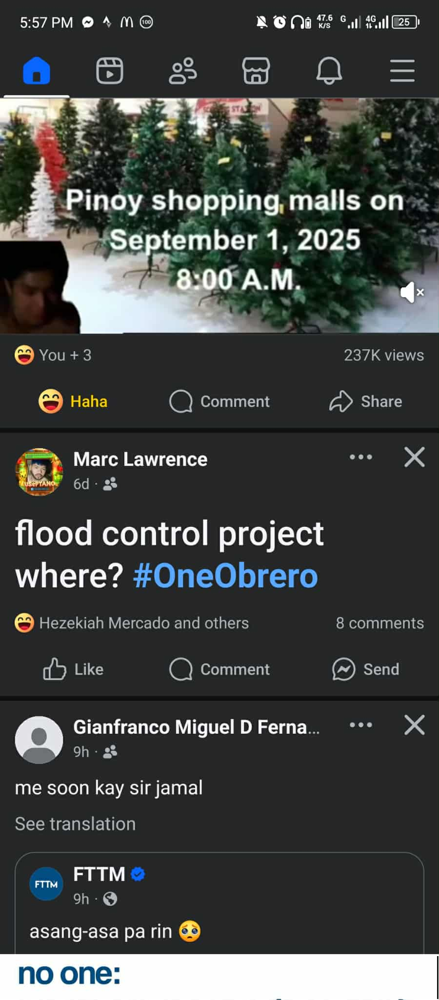 5:57 PM
100
47.6
K/S
G
4G
25
STATION
Pinoy shopping malls on
September 1, 2025
8:00 A.M.
You + 3
237K views
Haha
Comment
Share
Marc Lawrence
6d ·
flood control project
where? #OneObrero
Hezekiah Mercado and others
8 comments
Like
Comment
Send
Gianfranco Miguel D Ferna...
9h ·
me soon kay sir jamal
See translation
FTTM
FTTM
9h ·
asang-asa pa rin
no one: